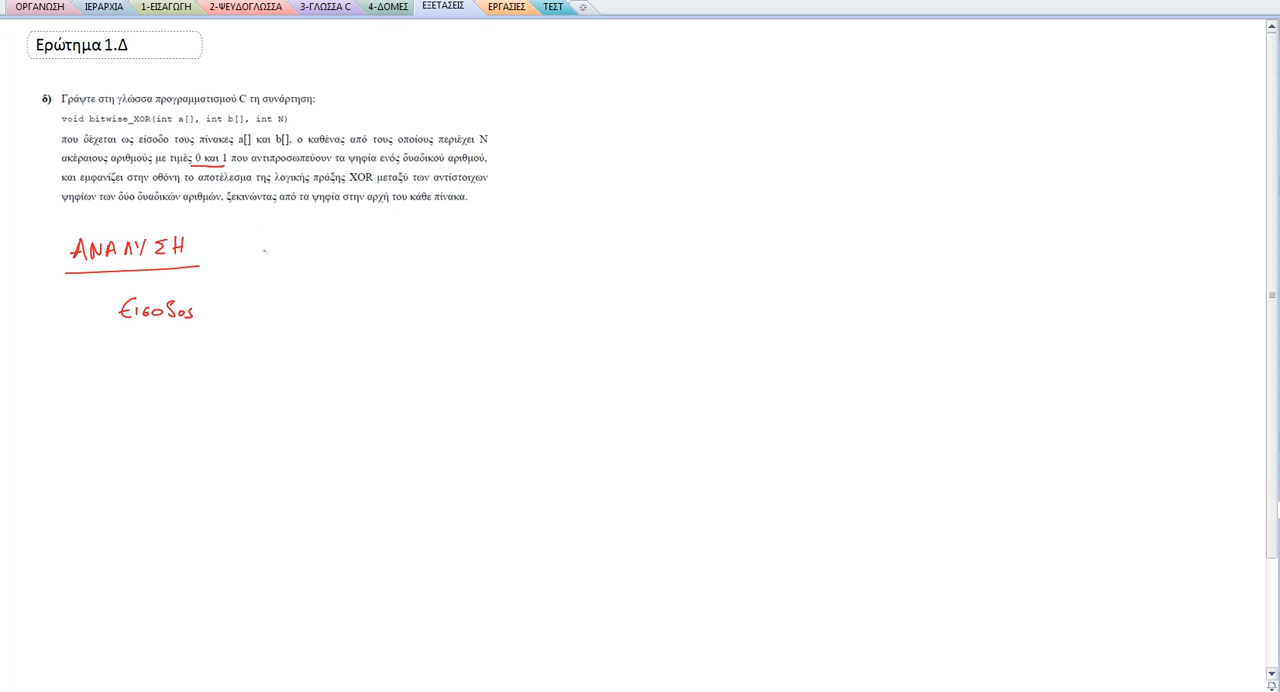 ΟΡΓΑΝΩΣΗ ΙΕΡΑΡΧΙΑ 1-ΕΙΣΑΓΩΓΗ 2-ΨΕΥΔΟΓΛΩΣΣΑ 3-ΓΛΩΣΣΑ C 4-ΔΟΜΕΣ ΕΞΕΤΑΣΕΙΣ ΕΡΓΑΣΙΕΣ ΤΕΣΤ
Ερώτημα 1.Δ
δ) Γράψτε στη γλώσσα προγραμματισμού C τη συνάρτηση:
void bitwise_XOR(int a[], int b[], int N)
που δέχεται ως είσοδο τους πίνακες a[] και b[], ο καθένας από τους οποίους περιέχει Ν
ακέραιους αριθμούς με τιμές 0 και 1 που αντιπροσωπεύουν τα ψηφία ενός δυαδικού αριθμού,
και εμφανίζει στην οθόνη το αποτέλεσμα της λογικής πράξης XOR μεταξύ των αντίστοιχων
ψηφίων των δύο δυαδικών αριθμών, ξεκινώντας από τα ψηφία στην αρχή του κάθε πίνακα.
ΑΝΑΛΥΣΗ
Εισοδος